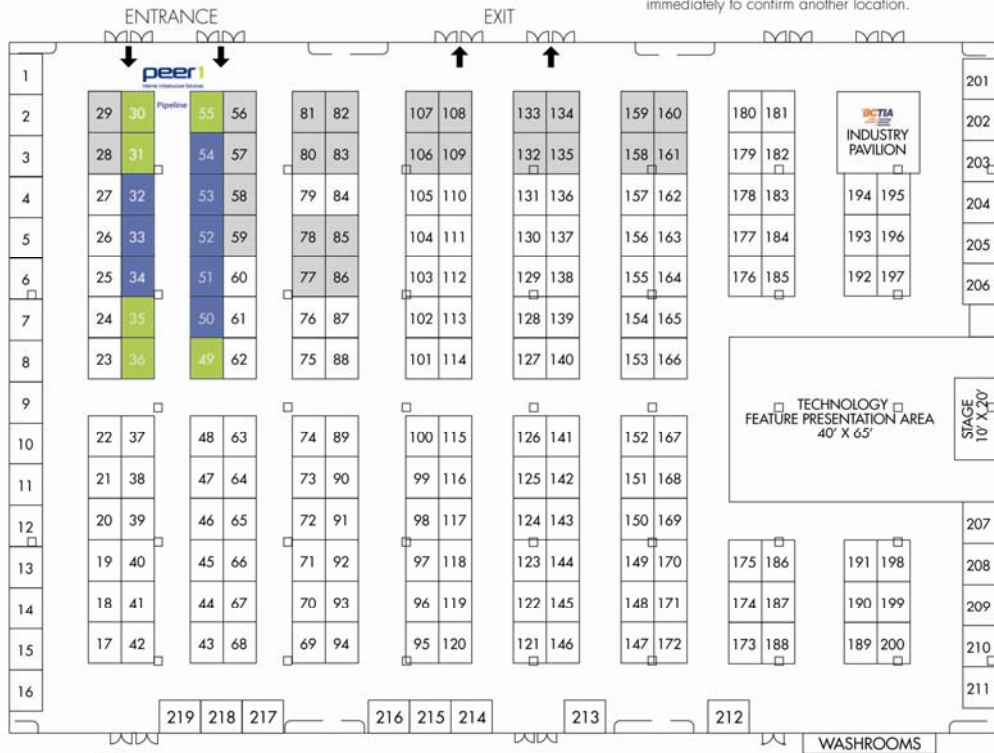 immediately to confirm another location.
ENTRANCE
EXIT
peer1
Pipeline
1
201
29 30 55 56 81 82 107 108 133 134 159 160 180 181
2
BCTIA
INDUSTRY
PAVILION
202
28 31 54 57 80 83 106 109 132 135 158 161 179 182
3
203
27 32 53 58 79 84 105 110 131 136 157 162 178 183 194 195
4
204
26 33 52 59 78 85 104 111 130 137 156 163 177 184 193 196
5
205
25 34 51 60 77 86 103 112 129 138 155 164 176 185 192 197
6
206
7
24 35 50 61 76 87 102 113 128 139 154 165
8
23 36 49 62 75 88 101 114 127 140 153 166
9
TECHNOLOGY
FEATURE PRESENTATION AREA
40' X 65'
STAGE
10' X 20'
10
22 37 48 63 74 89 100 115 126 141 152 167
11
21 38 47 64 73 90 99 116 125 142 151 168
12
20 39 46 65 72 91 98 117 124 143 150 169
207
13
19 40 45 66 71 92 97 118 123 144 149 170 175 186 191 198
208
14
18 41 44 67 70 93 96 119 122 145 148 171 174 187 190 199
209
15
17 42 43 68 69 94 95 120 121 146 147 172 173 188 189 200
210
16
211
219 218 217 216 215 214 213 212
WASHROOMS